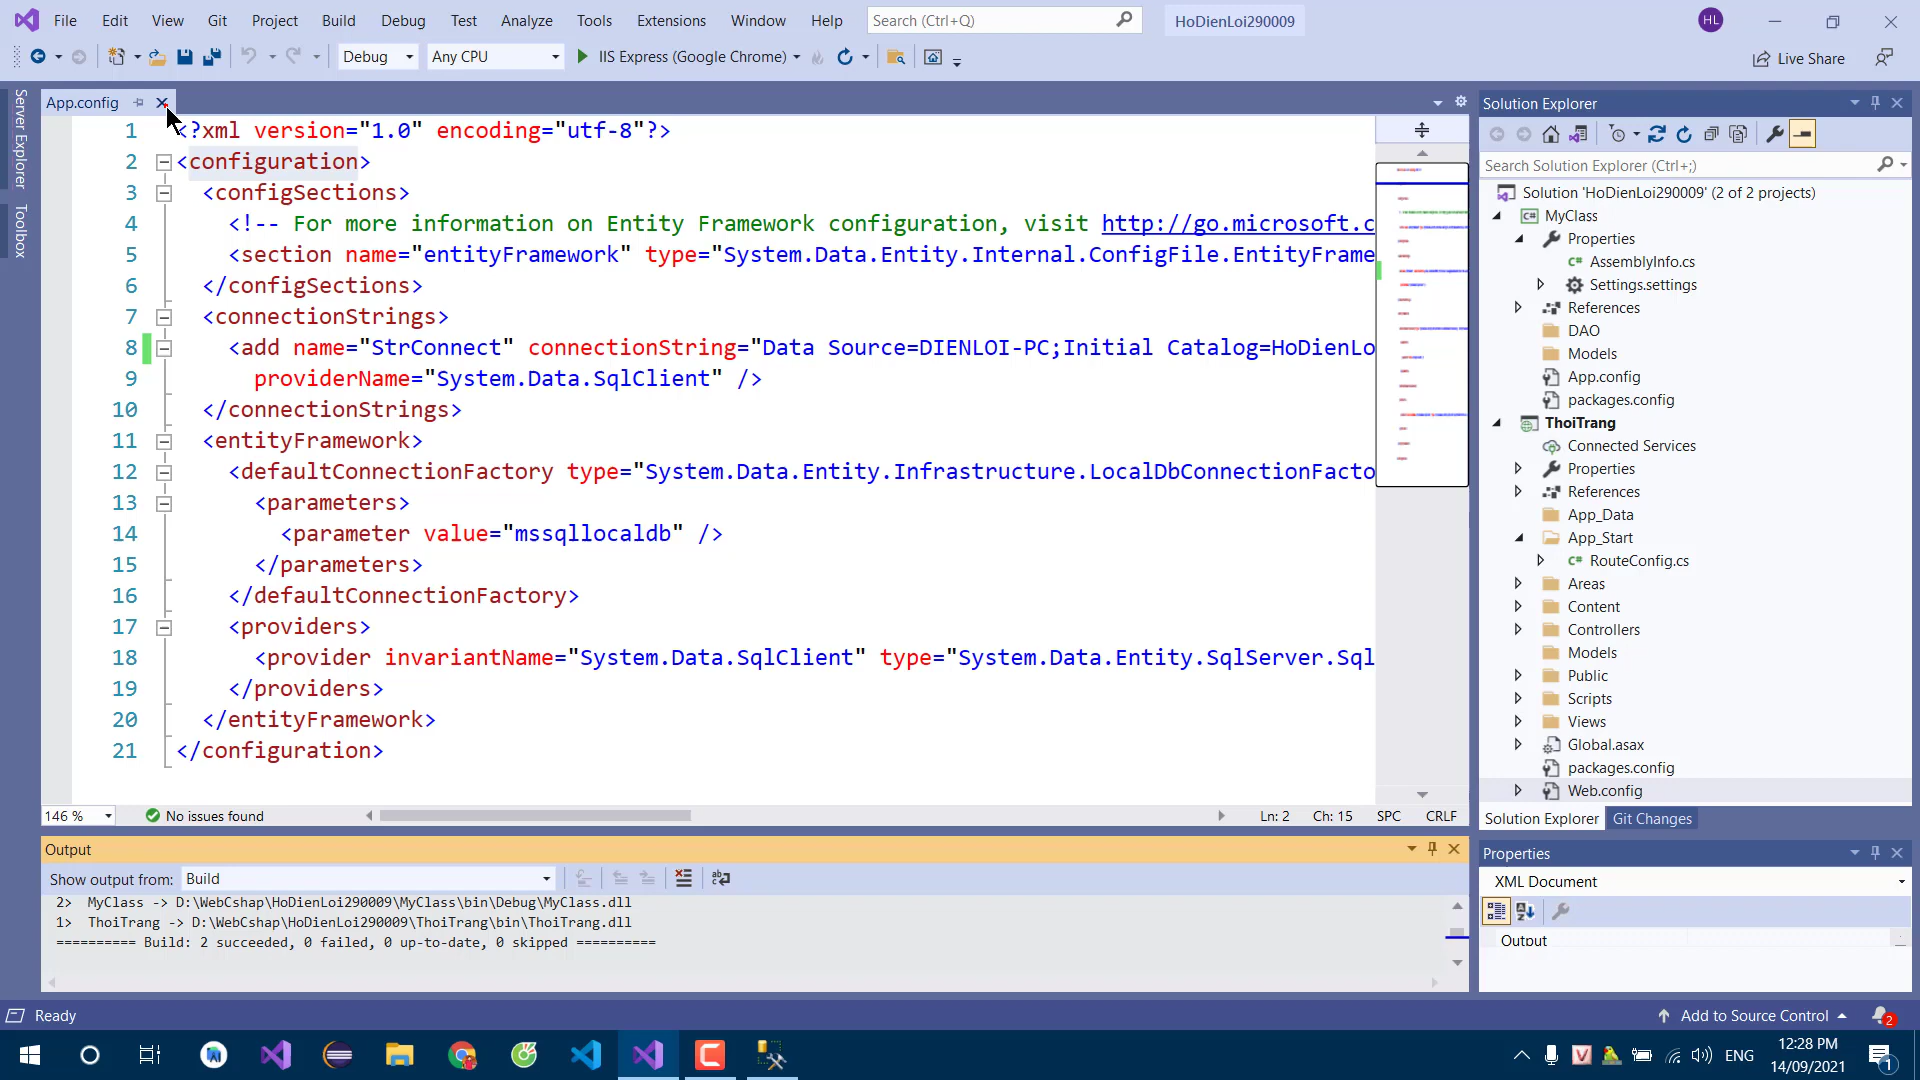 File Edit View Git Project Build Debug Test Analyze Tools Extensions Window Help Search (Ctrl+Q) HoDienLoi290009 HL
Debug Any CPU IIS Express (Google Chrome) Live Share
Server Explorer
Toolbox
App.config
1 <?xml version="1.0" encoding="utf-8"?>
2 <configuration>
3 <configSections>
4 <!-- For more information on Entity Framework configuration, visit http://go.microsoft.c
5 <section name="entityFramework" type="System.Data.Entity.Internal.ConfigFile.EntityFrame
6 </configSections>
7 <connectionStrings>
8 <add name="StrConnect" connectionString="Data Source=DIENLOI-PC;Initial Catalog=HoDienLo
9 providerName="System.Data.SqlClient" />
10 </connectionStrings>
11 <entityFramework>
12 <defaultConnectionFactory type="System.Data.Entity.Infrastructure.LocalDbConnectionFacto
13 <parameters>
14 <parameter value="mssqllocaldb" />
15 </parameters>
16 </defaultConnectionFactory>
17 <providers>
18 <provider invariantName="System.Data.SqlClient" type="System.Data.Entity.SqlServer.Sql
19 </providers>
20 </entityFramework>
21 </configuration>
146 % No issues found Ln: 2 Ch: 15 SPC CRLF
Output
Show output from: Build
2> MyClass -> D:\WebCshap\HoDienLoi290009\MyClass\bin\Debug\MyClass.dll
1> ThoiTrang -> D:\WebCshap\HoDienLoi290009\ThoiTrang\bin\ThoiTrang.dll
========== Build: 2 succeeded, 0 failed, 0 up-to-date, 0 skipped ==========
Solution Explorer
Search Solution Explorer (Ctrl+;)
Solution 'HoDienLoi290009' (2 of 2 projects)
MyClass
Properties
AssemblyInfo.cs
Settings.settings
References
DAO
Models
App.config
packages.config
ThoiTrang
Connected Services
Properties
References
App_Data
App_Start
RouteConfig.cs
Areas
Content
Controllers
Models
Public
Scripts
Views
Global.asax
packages.config
Web.config
Solution Explorer Git Changes
Properties
XML Document
Output
Ready Add to Source Control 2
ENG 12:28 PM
14/09/2021 1